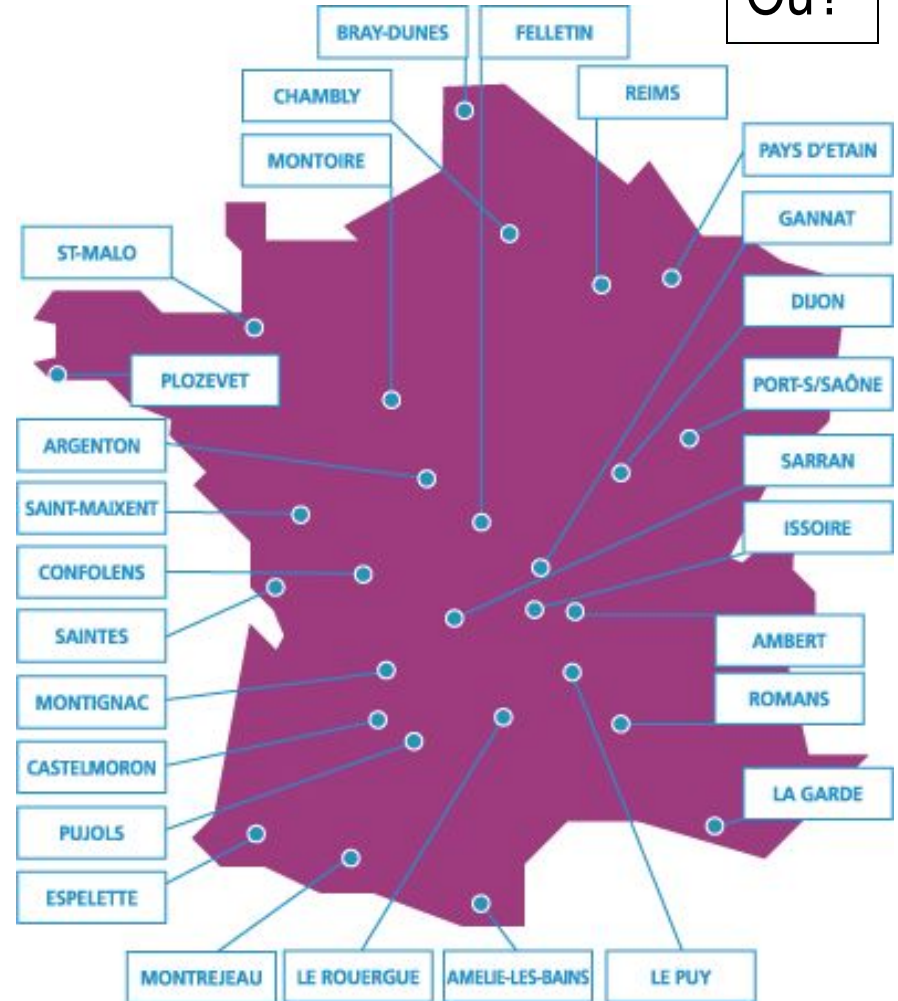 Où?
BRAY-DUNES
FELLETIN
CHAMBLY
REIMS
MONTOIRE
PAYS D'ETAIN
GANNAT
ST-MALO
DIJON
PLOZEVET
PORT-S/SAÔNE
ARGENTON
SARRAN
SAINT-MAIXENT
ISSOIRE
CONFOLENS
SAINTES
AMBERT
MONTIGNAC
ROMANS
CASTELMORON
LA GARDE
PUJOLS
ESPELETTE
MONTREJEAU
LE ROUERGUE
AMELIE-LES-BAINS
LE PUY